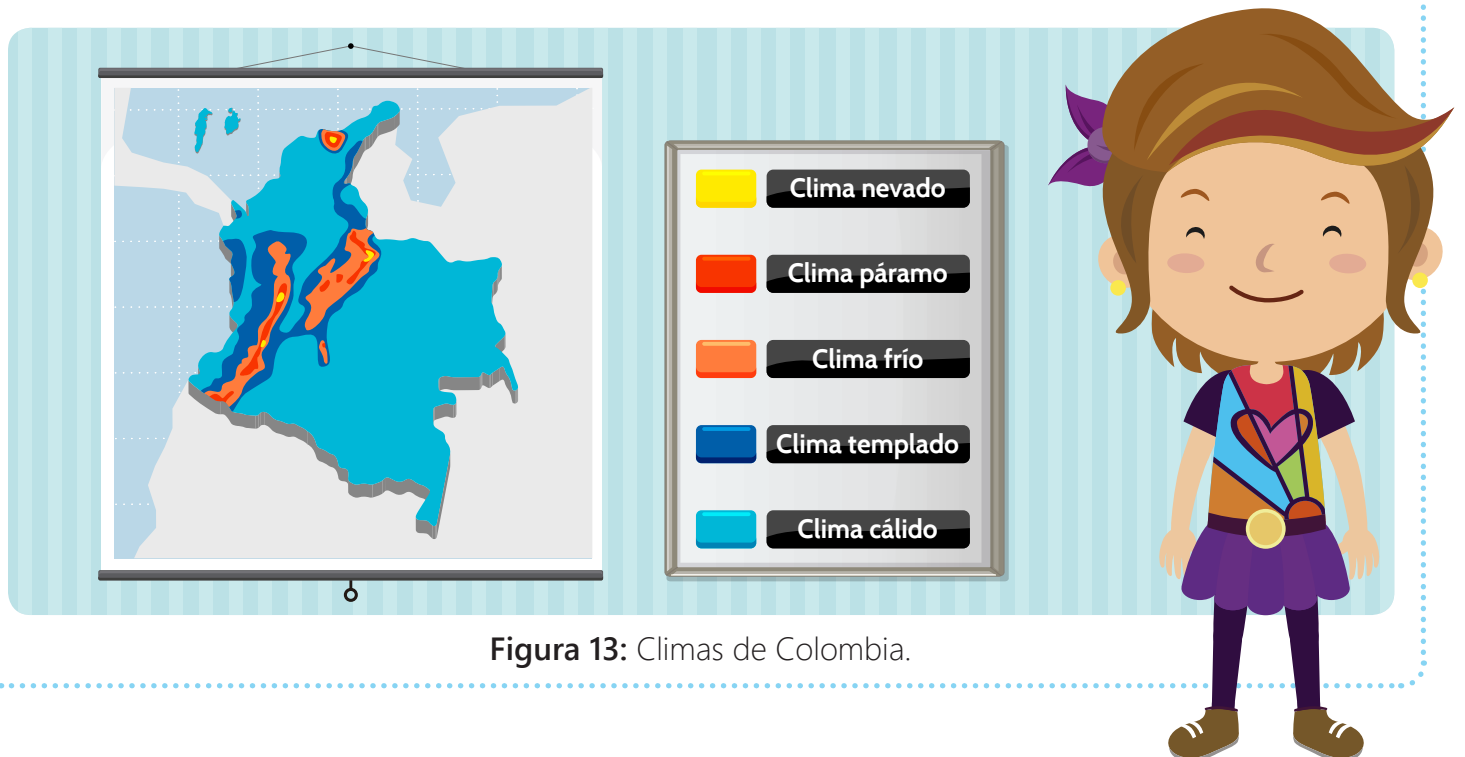 Clima nevado
Clima páramo
Clima frío
Clima templado
Clima cálido
Figura 13: Climas de Colombia.